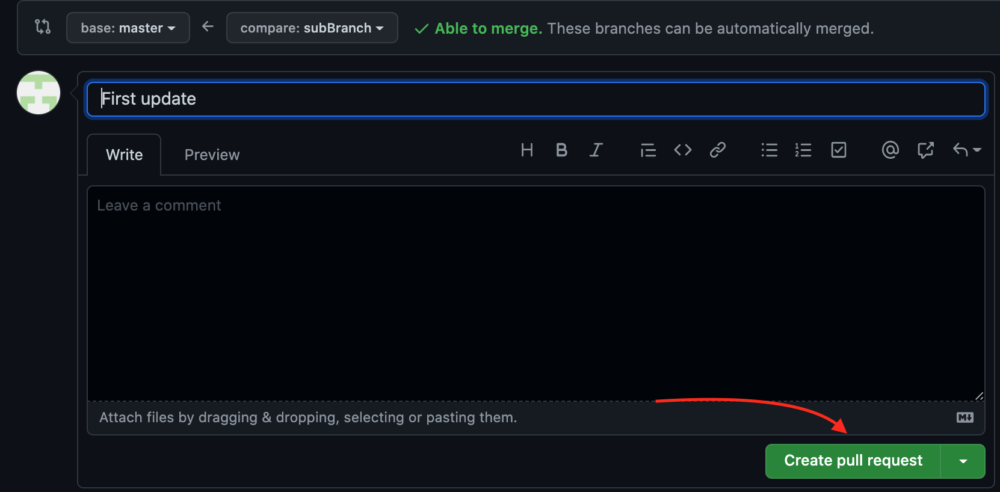 base: master compare: subBranch Able to merge. These branches can be automatically merged.
First update
Write Preview
Leave a comment
Attach files by dragging & dropping, selecting or pasting them.
Create pull request